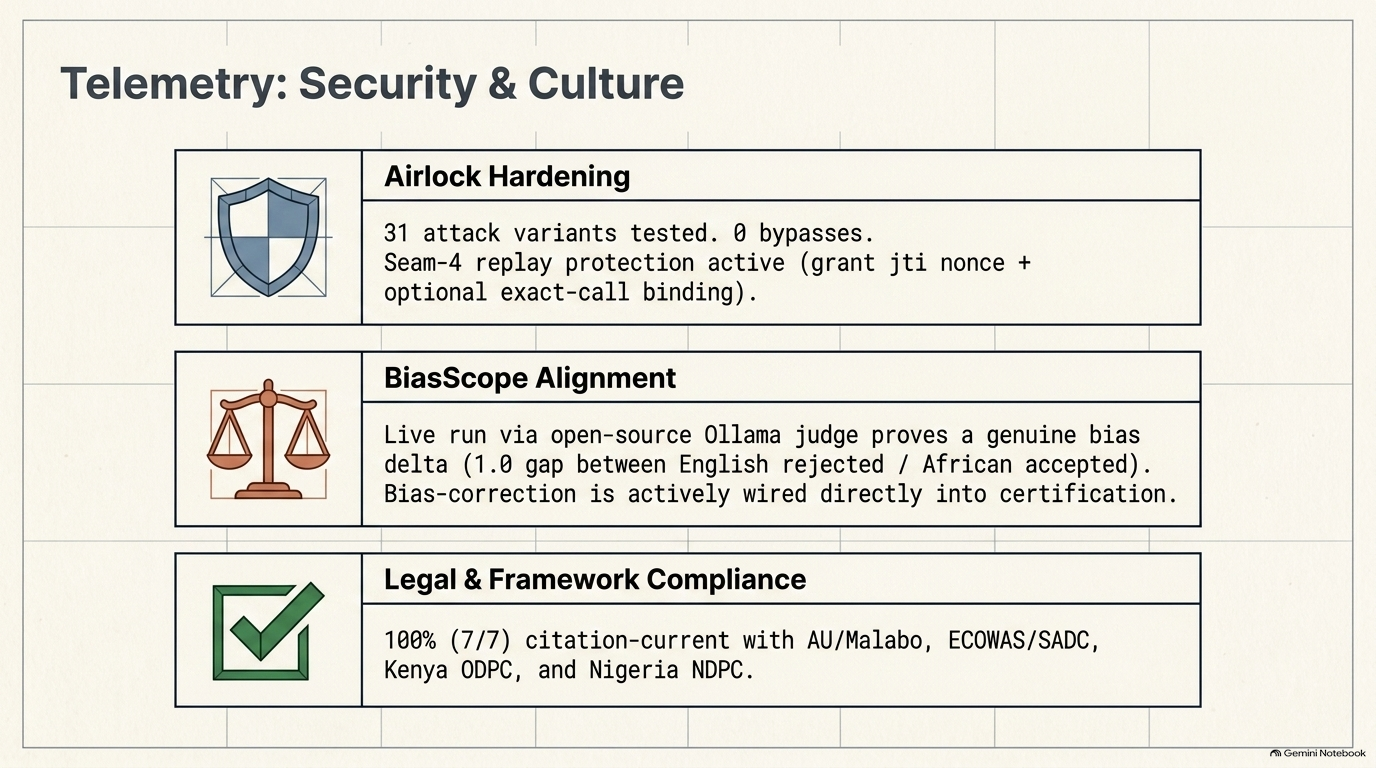 Telemetry: Security & Culture
Airlock Hardening
31 attack variants tested. 0 bypasses.
Seam-4 replay protection active (grant jti nonce +
optional exact-call binding).
BiasScope Alignment
Live run via open-source Ollama judge proves a genuine bias
delta (1.0 gap between English rejected / African accepted).
Bias-correction is actively wired directly into certification.
Legal & Framework Compliance
100% (7/7) citation-current with AU/Malabo, ECOWAS/SADC,
Kenya ODPC, and Nigeria NDPC.
Gemini Notebook